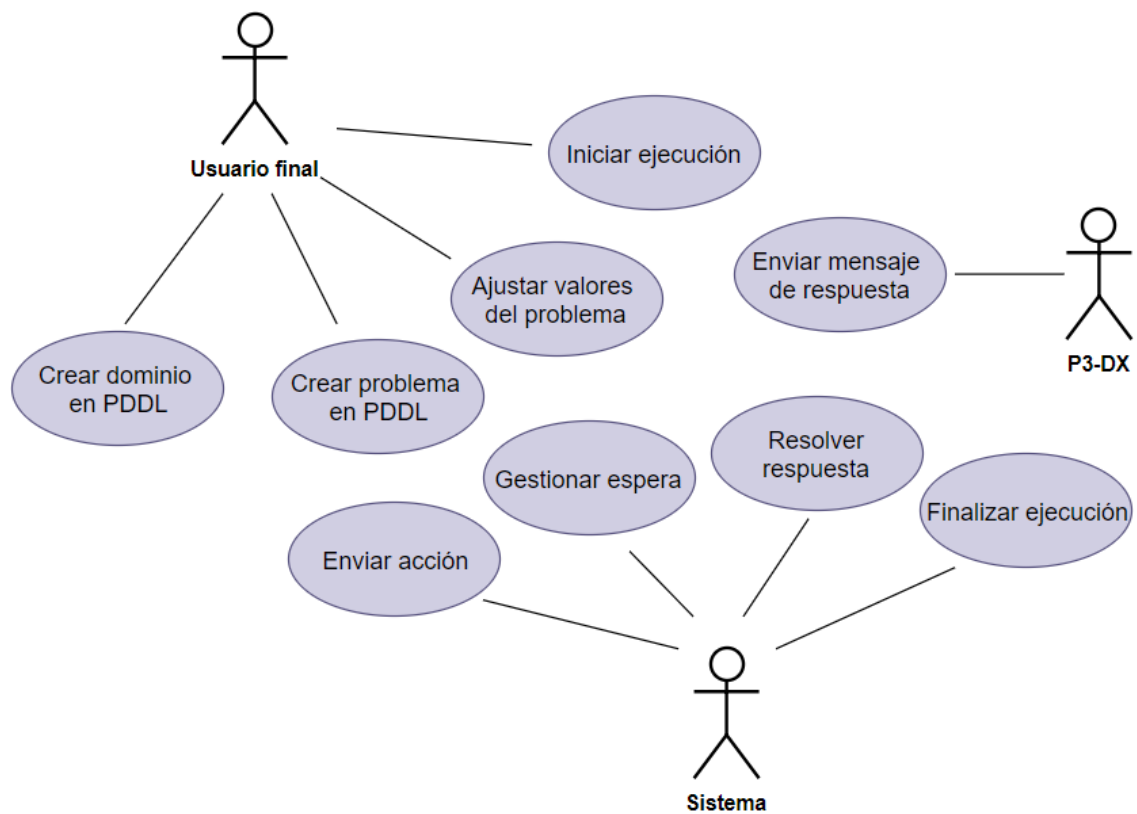 Usuario final
Iniciar ejecución
Enviar mensaje
de respuesta
P3-DX
Ajustar valores
del problema
Crear dominio
en PDDL
Crear problema
en PDDL
Gestionar espera
Resolver
respuesta
Finalizar ejecución
Enviar acción
Sistema